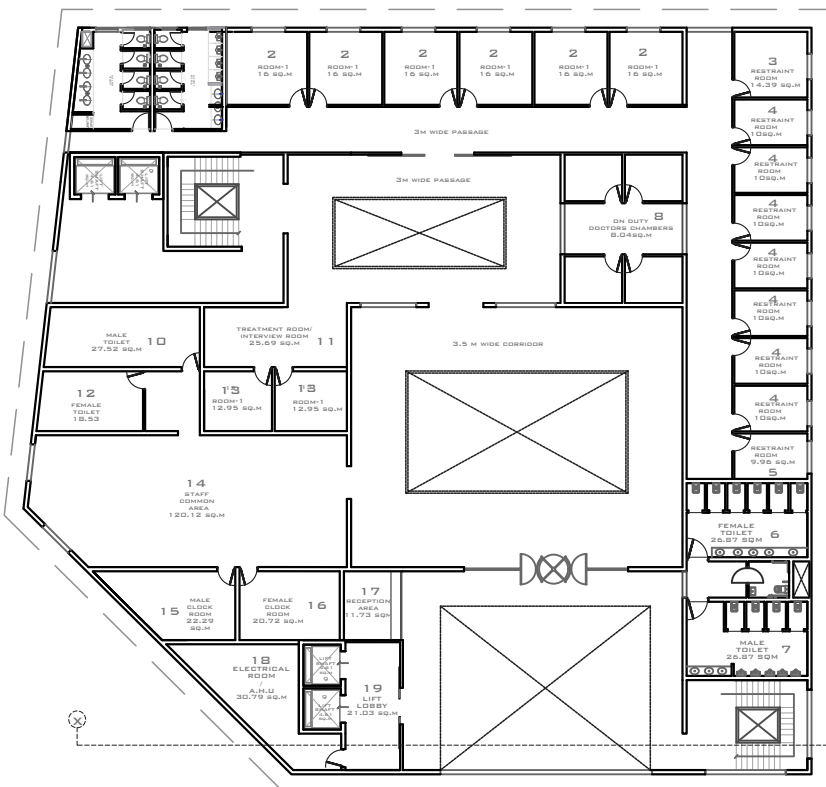 2
ROOM-1
16 SQ.M
2
ROOM-1
16 SQ.M
2
ROOM-1
16 SQ.M
2
ROOM-1
16 SQ.M
2
ROOM-1
16 SQ.M
2
ROOM-1
16 SQ.M
3
RESTRAINT
ROOM
14.39 SQ.M
3M WIDE PASSAGE
4
RESTRAINT
ROOM
10SQ.M
4
RESTRAINT
ROOM
10SQ.M
4
RESTRAINT
ROOM
10SQ.M
4
RESTRAINT
ROOM
10SQ.M
4
RESTRAINT
ROOM
10SQ.M
4
RESTRAINT
ROOM
10SQ.M
4
RESTRAINT
ROOM
10SQ.M
RESTRAINT
ROOM
9.96 SQ.M
5
3M WIDE PASSAGE
ON DUTY 8
DOCTORS CHAMBERS
8.04SQ.M
MALE
TOILET 10
27.52 SQ.M
TREATMENT ROOM/
INTERVIEW ROOM 11
25.69 SQ.M
3.5 M WIDE CORRIDOR
12
FEMALE
TOILET
18.53
13
ROOM-1
12.95 SQ.M
13
ROOM-1
12.95 SQ.M
14
STAFF
COMMON
AREA
120.12 SQ.M
FEMALE
TOILET 6
26.87 SQM
15 MALE
CLOCK
ROOM
22.29
SQ.M
FEMALE
CLOCK 16
ROOM
20.72 SQ.M
17
RECEPTION
AREA
11.73 SQ.M
MALE
TOILET 7
26.87 SQM
18
ELECTRICAL
ROOM
/
A.H.U
30.79 SQ.M
LIFT
SHAFT
9
9
LIFT
SHAFT
19
LIFT
LOBBY
21.03 SQ.M
X